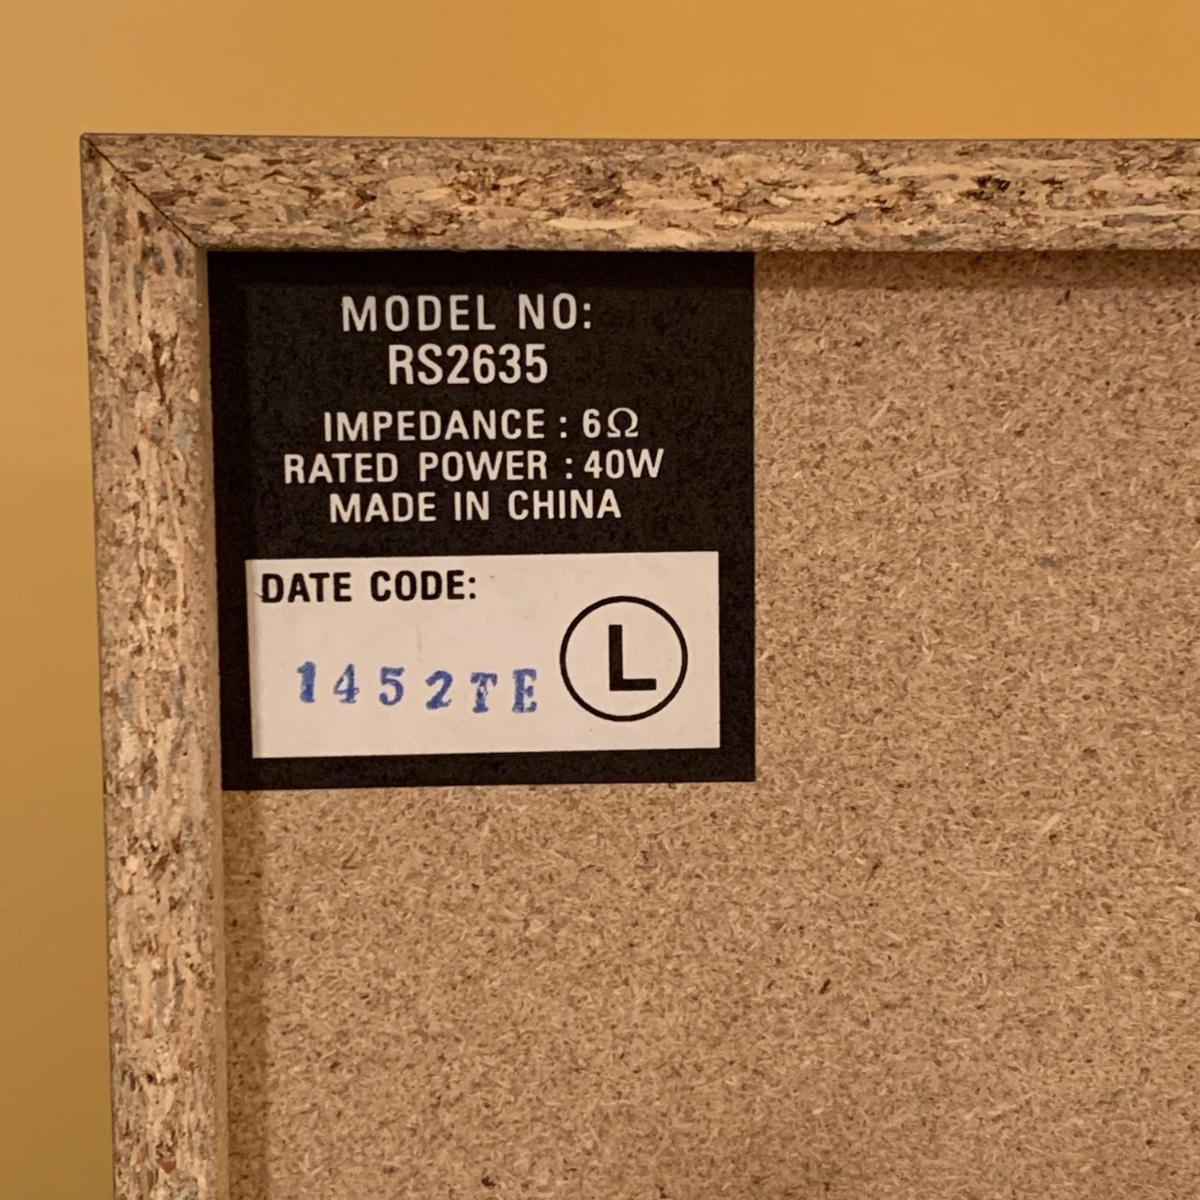 MODEL NO:
RS2635
IMPEDANCE : 6Ω
RATED POWER : 40W
MADE IN CHINA
DATE CODE:
L
1452TE